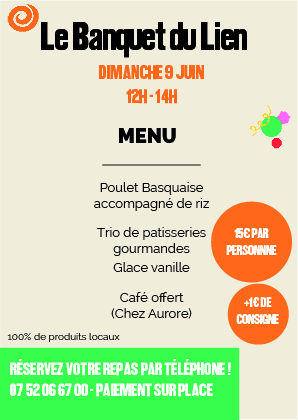 Le Banquet du Lien
DIMANCHE 9 JUIN
12H - 14H
MENU
Poulet Basquaise
accompagné de riz
Trio de patisseries
gourmandes
Glace vanille
15€ PAR
PERSONNNE
Café offert
(Chez Aurore)
+1€ DE
CONSIGNE
100% de produits locaux
RÉSERVEZ VOTRE REPAS PAR TÉLÉPHONE !
07 52 06 67 00 - PAIEMENT SUR PLACE